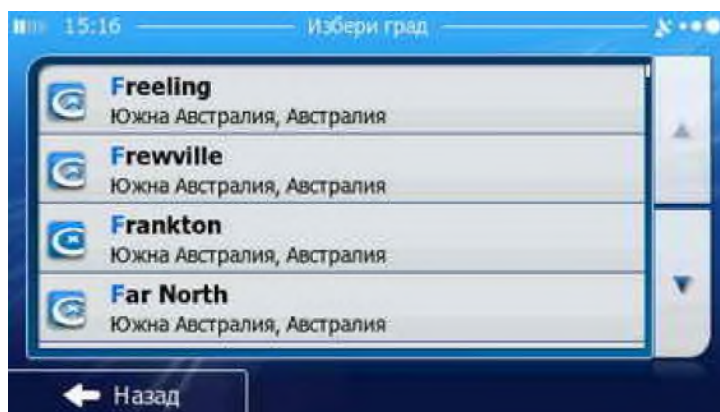 15:16 Избери град
Freeling
Южна Австралия, Австралия
Frewville
Южна Австралия, Австралия
Frankton
Южна Австралия, Австралия
Far North
Южна Австралия, Австралия
Назад